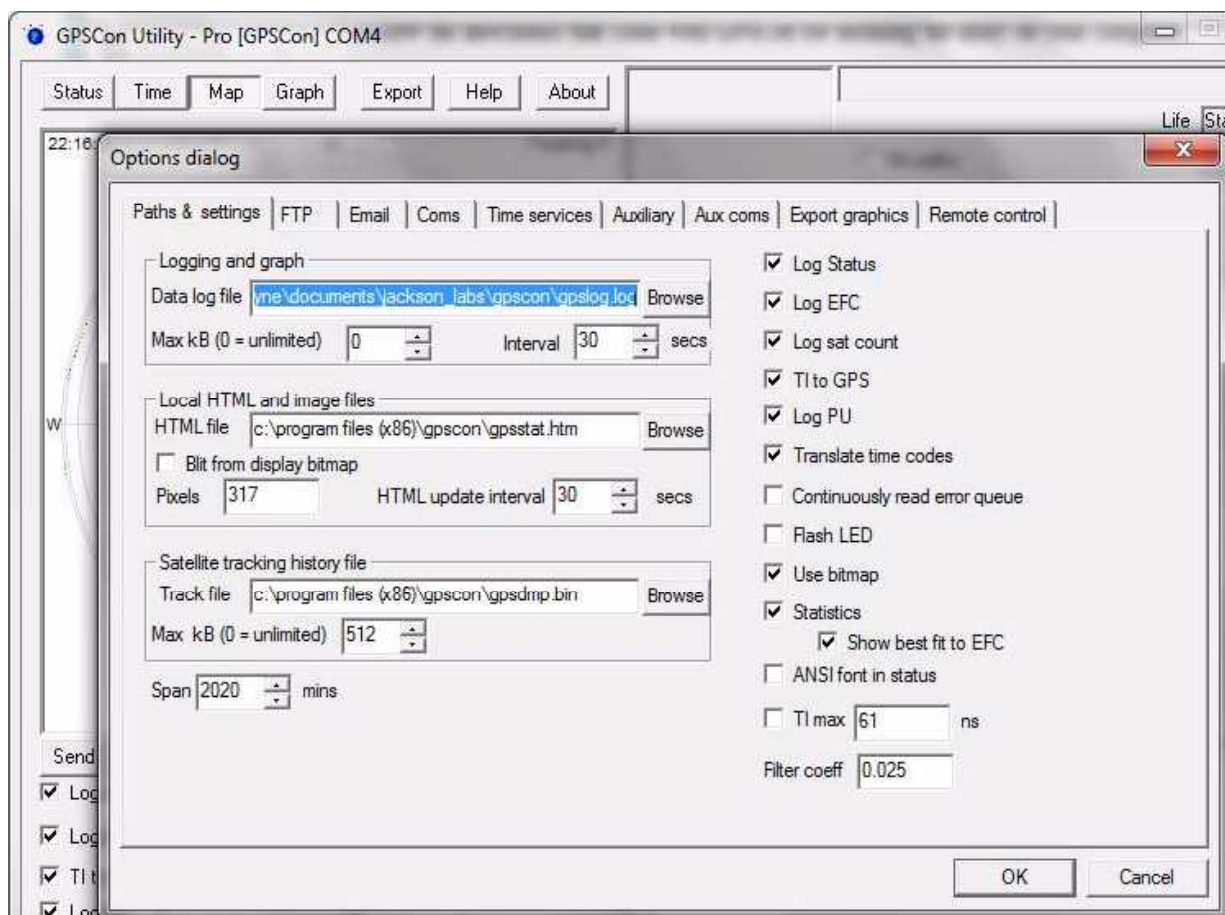 GPSCon Utility - Pro [GPSCon] COM4
Status Time Map Graph Export Help About
Life Sta
22:16:
Options dialog
Paths & settings FTP Email Coms Time services Auxiliary Aux coms Export graphics Remote control
Logging and graph
Data log file yne\documents\jackson_labs\gpscon\gpslog.log Browse
Max kB (0 = unlimited) 0 Interval 30 secs
Local HTML and image files
HTML file c:\program files (x86)\gpscon\gpsstat.htm Browse
Blit from display bitmap
Pixels 317 HTML update interval 30 secs
Satellite tracking history file
Track file c:\program files (x86)\gpscon\gpsdmp.bin Browse
Max kB (0 = unlimited) 512
Span 2020 mins
Log Status
Log EFC
Log sat count
TI to GPS
Log PU
Translate time codes
Continuously read error queue
Flash LED
Use bitmap
Statistics
Show best fit to EFC
ANSI font in status
TI max 61 ns
Filter coeff 0.025
OK Cancel
W
Send
Log
Log
TI t
Log